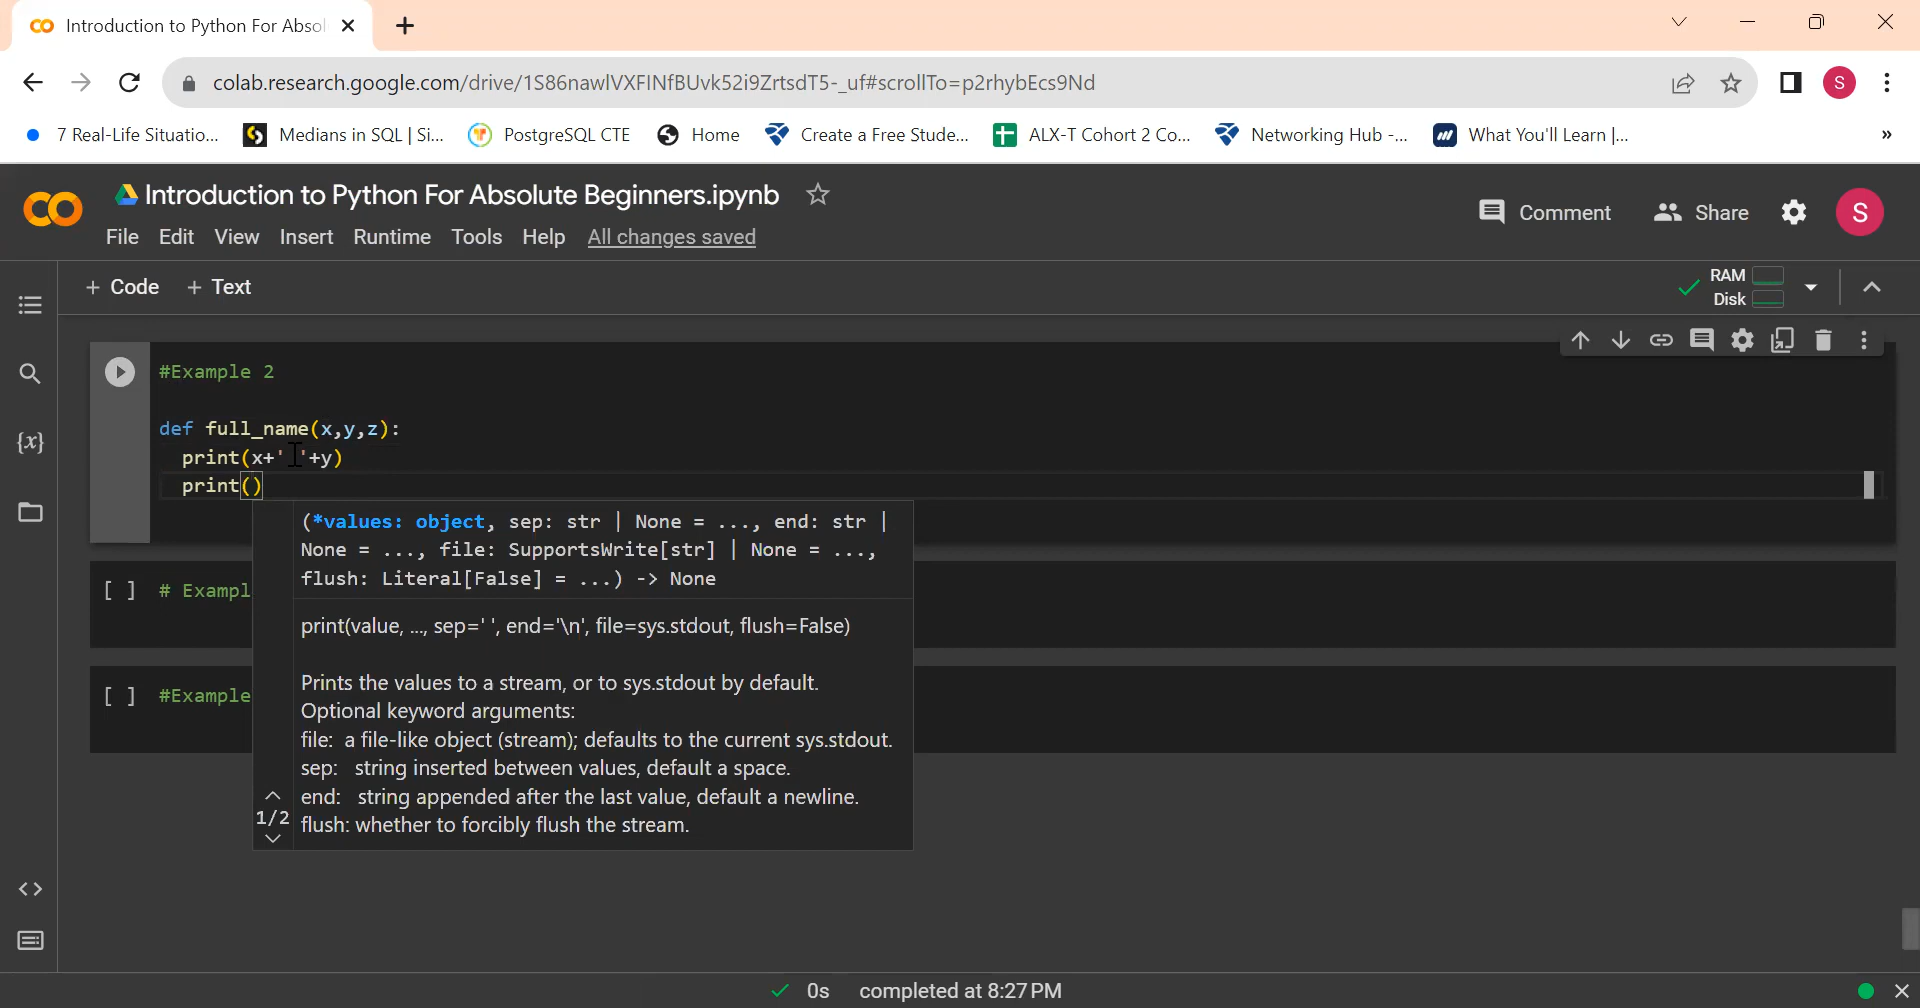 Introduction to Python For Absol
colab.research.google.com/drive/1S86nawlVXFINfBUvk52i9ZrtsdT5-_uf#scrollTo=p2rhybEcs9Nd
S
7 Real-Life Situatio... Medians in SQL | Si... PostgreSQL CTE Home Create a Free Stude... ALX-T Cohort 2 Co... Networking Hub -... What You'll Learn |... »
Introduction to Python For Absolute Beginners.ipynb
Comment Share S
File Edit View Insert Runtime Tools Help All changes saved
+ Code + Text
RAM
Disk
#Example 2
def full_name(x,y,z):
print(x+' '+y)
print()
(*values: object, sep: str | None = ..., end: str |
None = ..., file: SupportsWrite[str] | None = ...,
flush: Literal[False] = ...) -> None
[ ] # Exampl
print(value, ..., sep=' ', end='\n', file=sys.stdout, flush=False)
Prints the values to a stream, or to sys.stdout by default.
[ ] #Example
Optional keyword arguments:
file: a file-like object (stream); defaults to the current sys.stdout.
sep: string inserted between values, default a space.
end: string appended after the last value, default a newline.
1/2
flush: whether to forcibly flush the stream.
0s completed at 8:27 PM